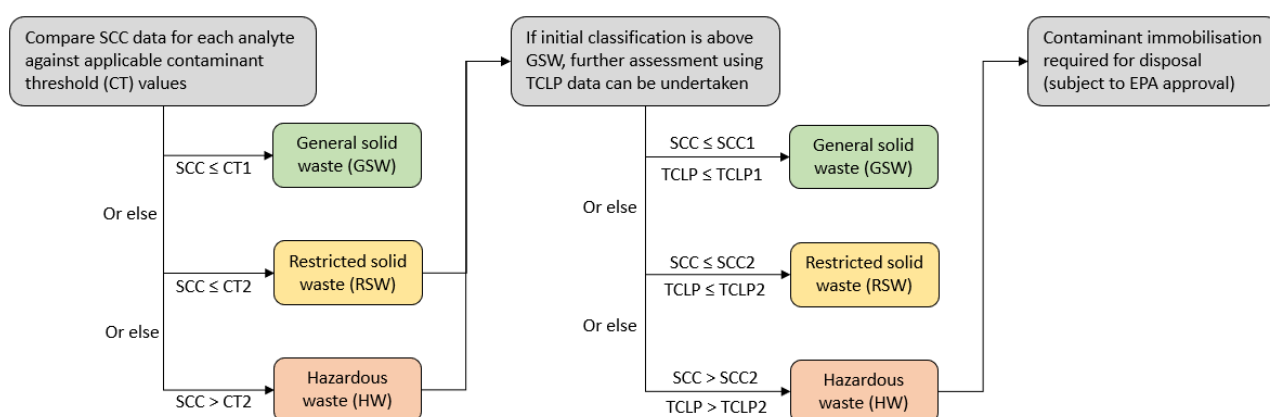 Compare SCC data for each analyte
against applicable contaminant
threshold (CT) values
SCC ≤ CT1
General solid
waste (GSW)
Or else
SCC ≤ CT2
Restricted solid
waste (RSW)
Or else
SCC > CT2
Hazardous
waste (HW)
If initial classification is above
GSW, further assessment using
TCLP data can be undertaken
SCC ≤ SCC1
TCLP ≤ TCLP1
General solid
waste (GSW)
Or else
SCC ≤ SCC2
TCLP ≤ TCLP2
Restricted solid
waste (RSW)
Or else
SCC > SCC2
TCLP > TCLP2
Hazardous
waste (HW)
Contaminant immobilisation
required for disposal
(subject to EPA approval)